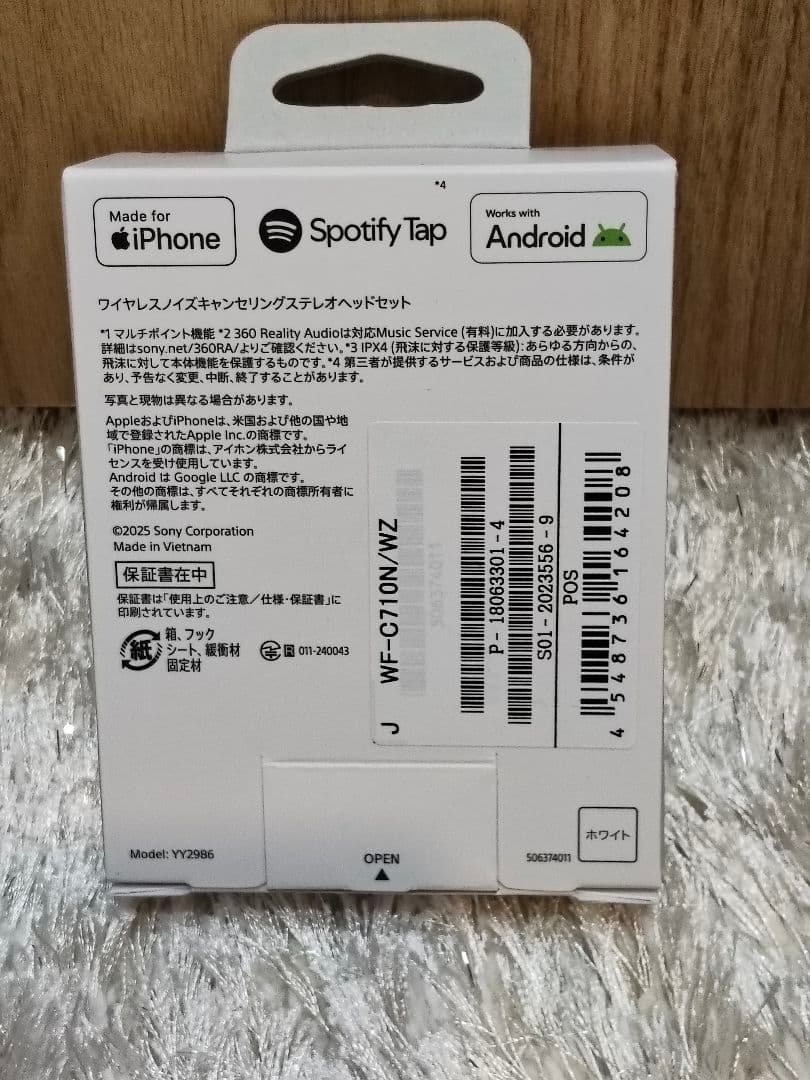 *4
Made for
iPhone
Spotify Tap
Works with
Android
ワイヤレスノイズキャンセリングステレオヘッドセット
*1 マルチポイント機能 *2 360 Reality Audioは対応Music Service (有料)に加入する必要があります。
詳細はsony.net/360RA/よりご確認ください。*3 IPX4 (飛沫に対する保護等級): あらゆる方向からの、
飛沫に対して本体機能を保護するものです。*4 第三者が提供するサービスおよび商品の仕様は、条件が
あり、予告なく変更、中断、終了することがあります。
写真と現物は異なる場合があります。
AppleおよびiPhoneは、米国および他の国や地
域で登録されたApple Inc.の商標です。
「iPhone」の商標は、アイホン株式会社からライ
センスを受け使用しています。
Android は Google LLC の商標です。
その他の商標は、すべてそれぞれの商標所有者に
権利が帰属します。
©2025 Sony Corporation
Made in Vietnam
保証書在中
保証書は「使用上のご注意/仕様・保証書」に
印刷されています。
紙
箱、フック
シート、緩衝材
固定材
R 011-240043
J WF-C710N/WZ
506374011
P-18063301-4
S01-2023556-9
POS
4548736164208
Model: YY2986
OPEN
506374011
ホワイト